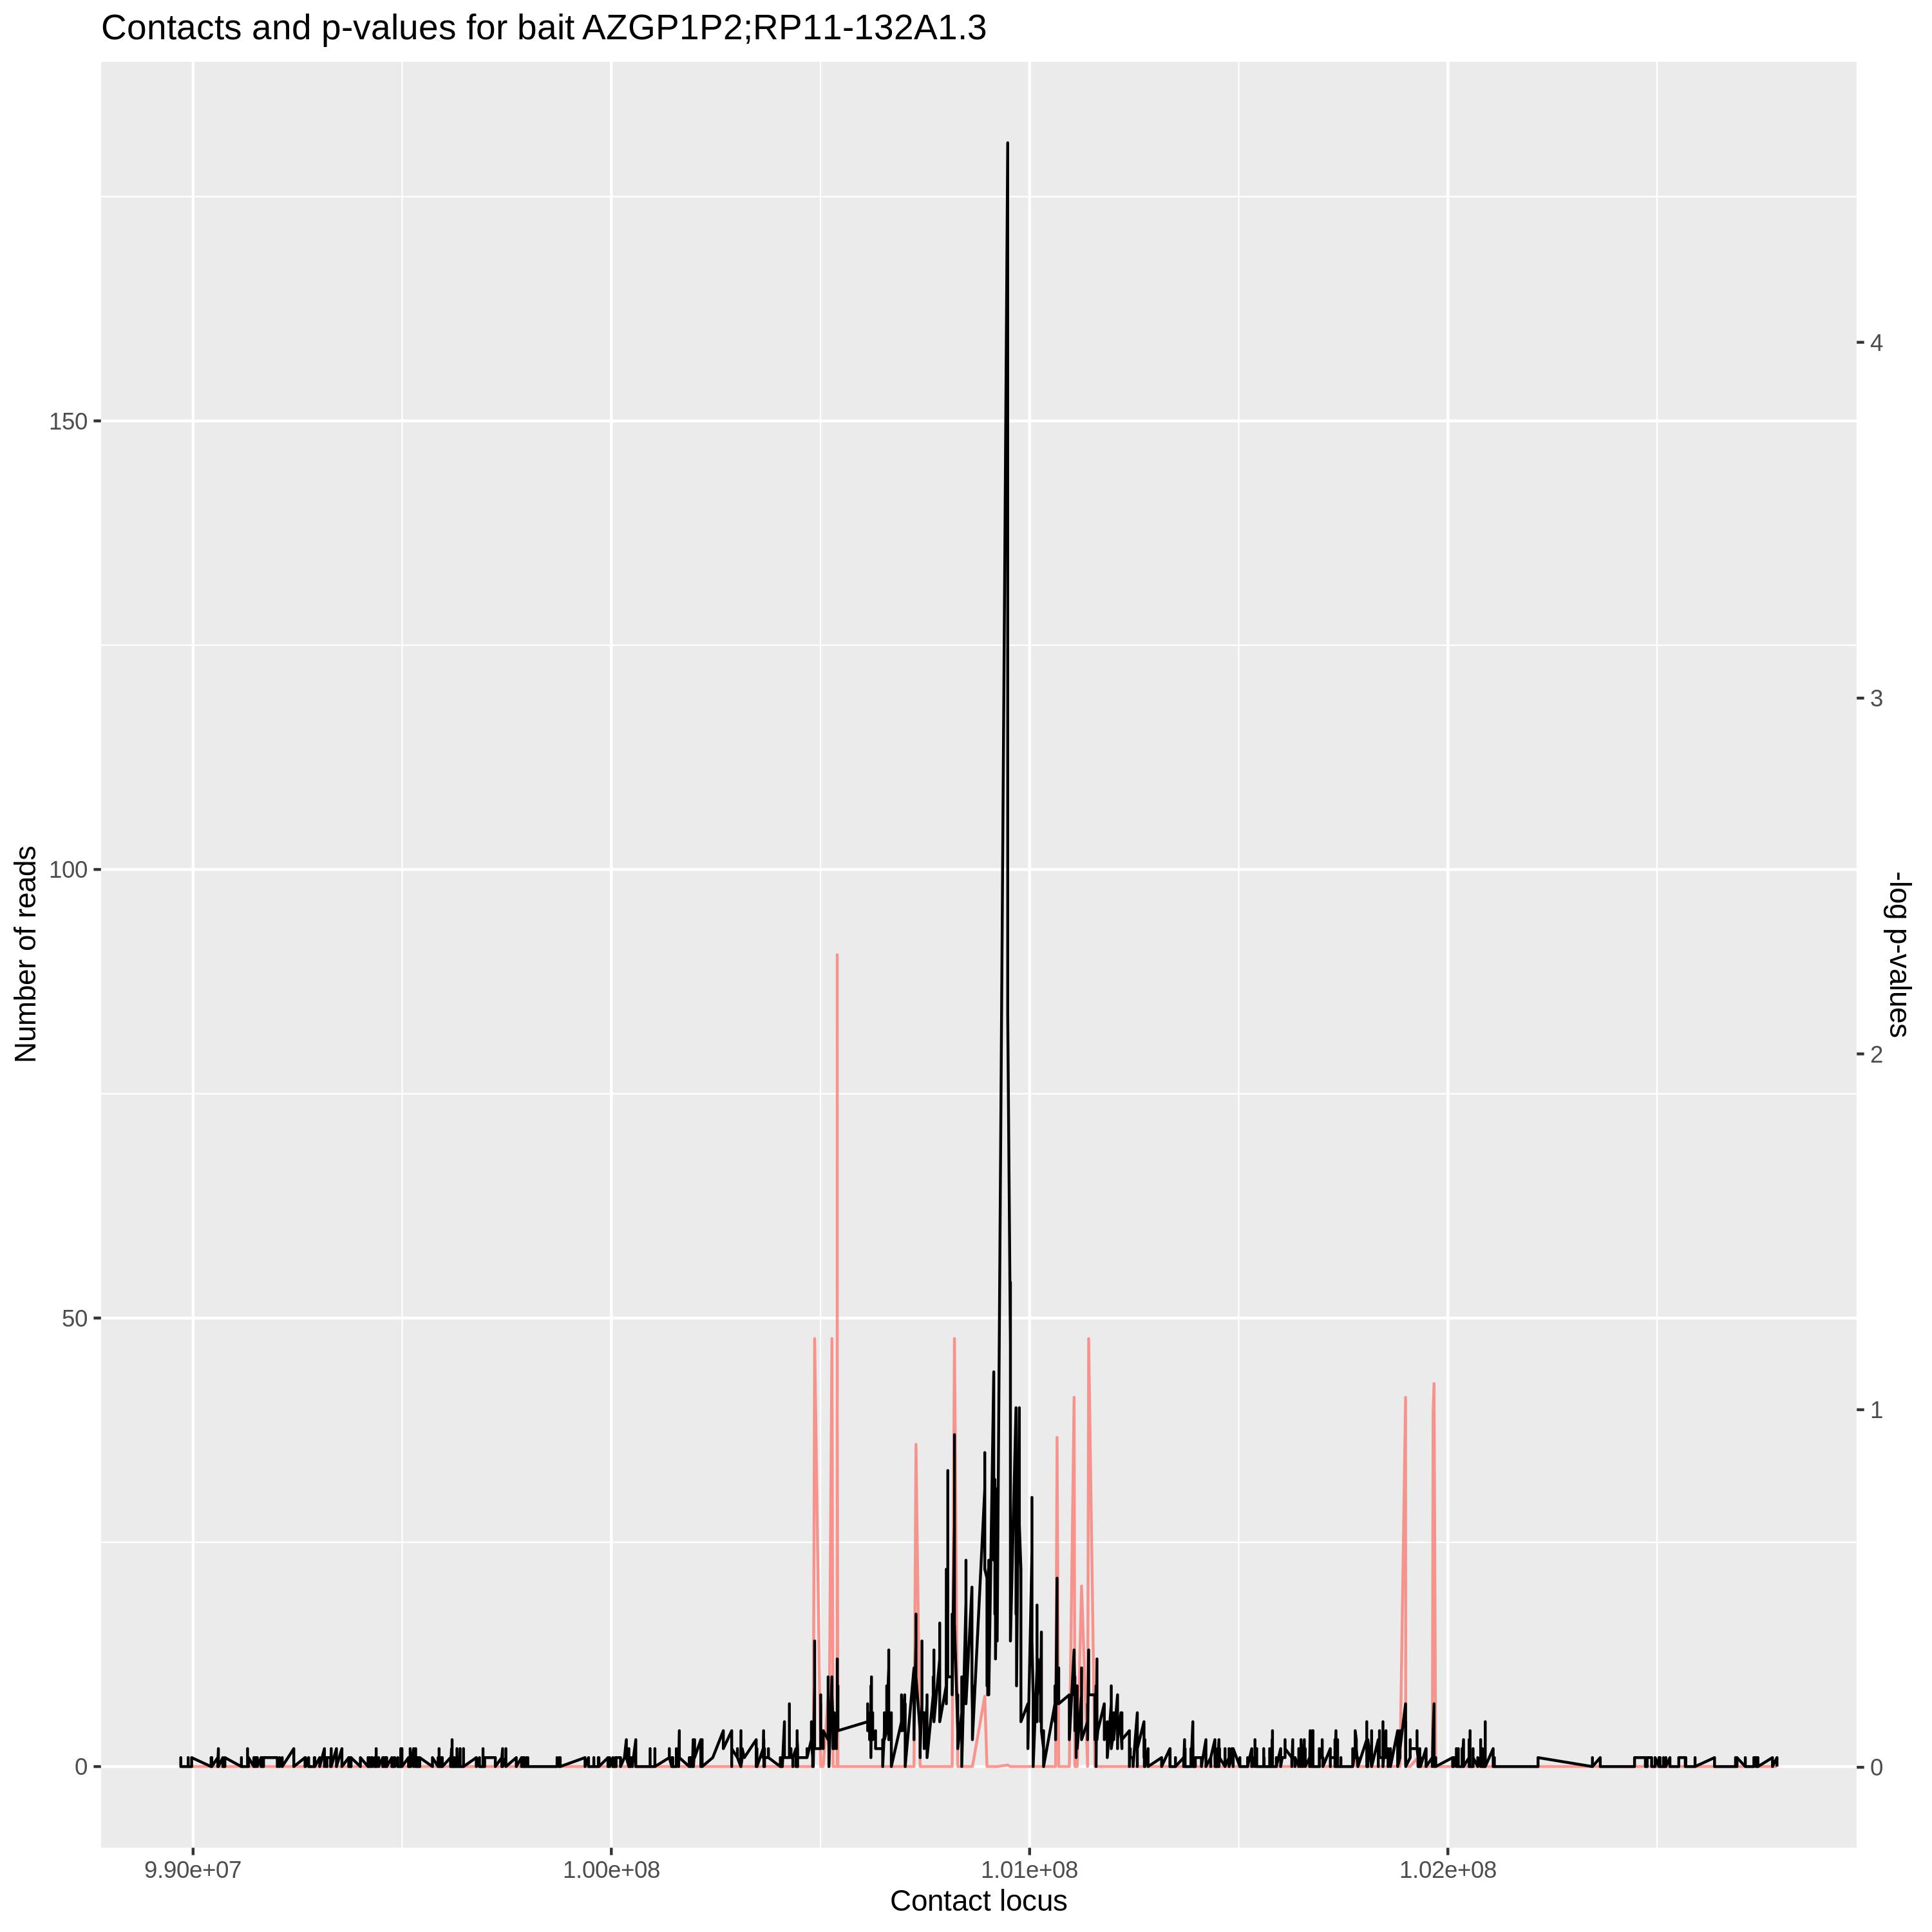 Contacts and p-values for bait AZGP1P2;RP11-132A1.3
Number of reads
150
100
50
0
4
3
2
1
0
-log p-values
9.90e+07
1.00e+08
1.01e+08
1.02e+08
Contact locus